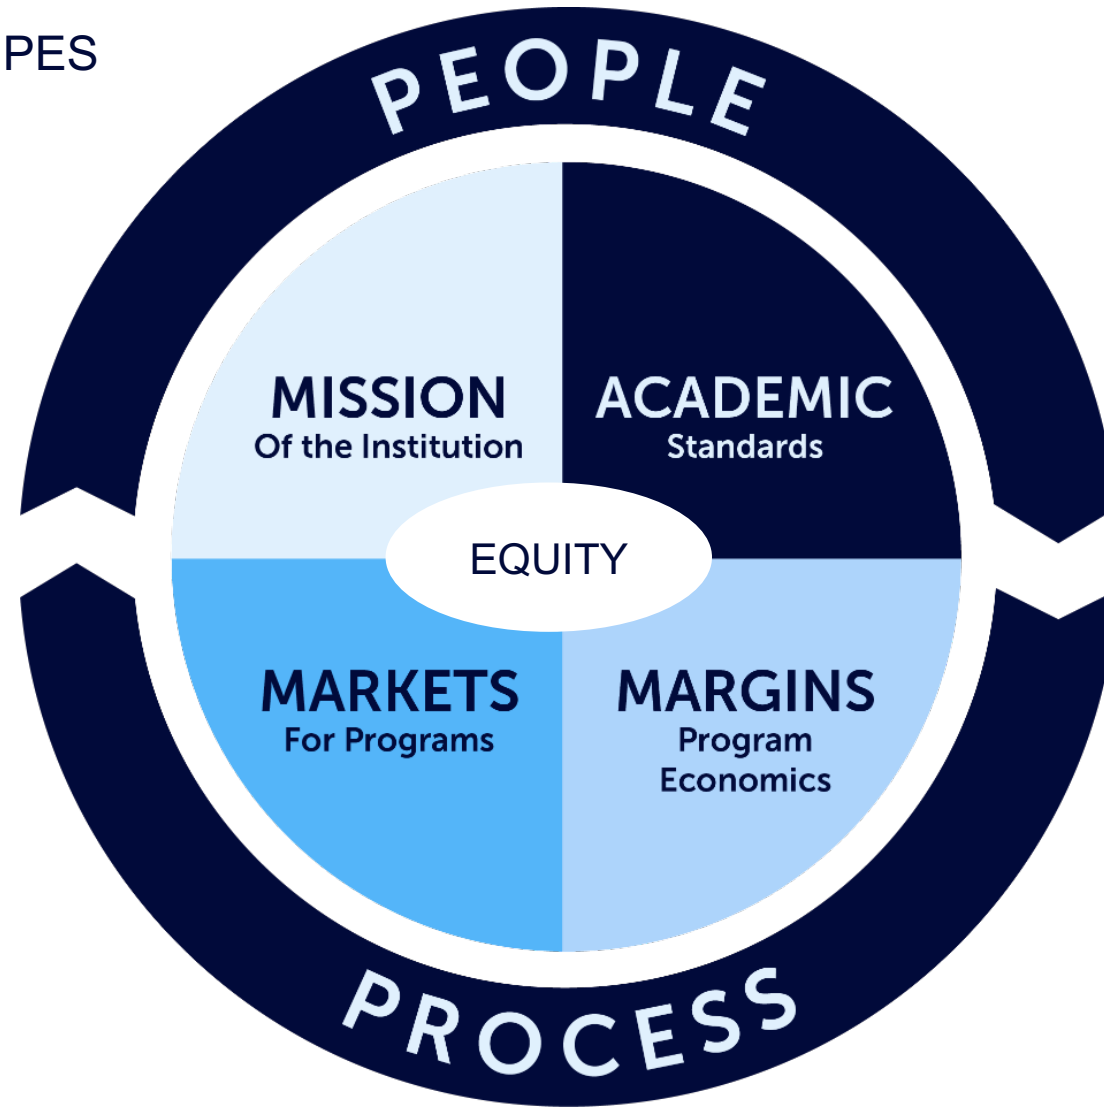 PES
PEOPLE
MISSION
Of the Institution
ACADEMIC
Standards
EQUITY
MARKETS
For Programs
MARGINS
Program
Economics
PROCESS